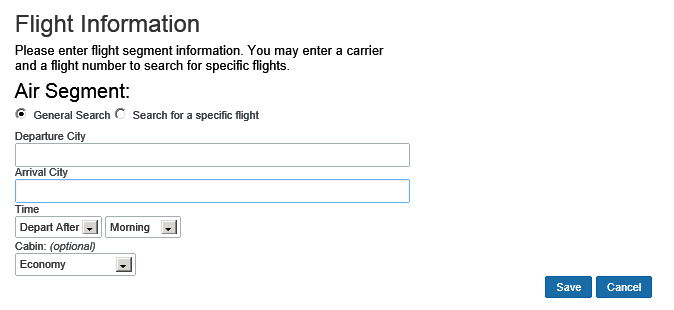 Flight Information
Please enter flight segment information. You may enter a carrier
and a flight number to search for specific flights.
Air Segment:
General Search Search for a specific flight
Departure City
Arrival City
Time
Depart After Morning
Cabin: (optional)
Economy
Save Cancel